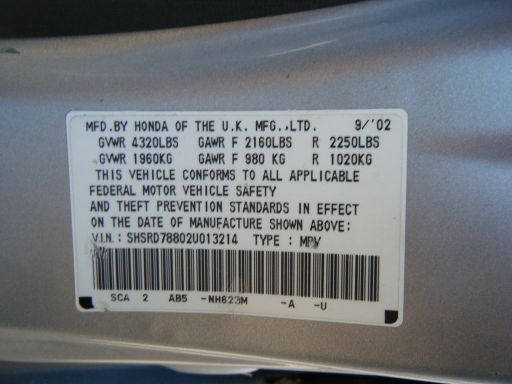 MFD.BY HONDA OF THE U.K. MFG.,LTD. 9/'02
GVWR 4320LBS GAWR F 2160LBS R 2250LBS
GVWR 1960KG GAWR F 980 KG R 1020KG
THIS VEHICLE CONFORMS TO ALL APPLICABLE
FEDERAL MOTOR VEHICLE SAFETY
AND THEFT PREVENTION STANDARDS IN EFFECT
ON THE DATE OF MANUFACTURE SHOWN ABOVE:
V.I.N.: SHSRD78802U013214 TYPE : MPV
SCA 2 AB5 -NH623M -A -U